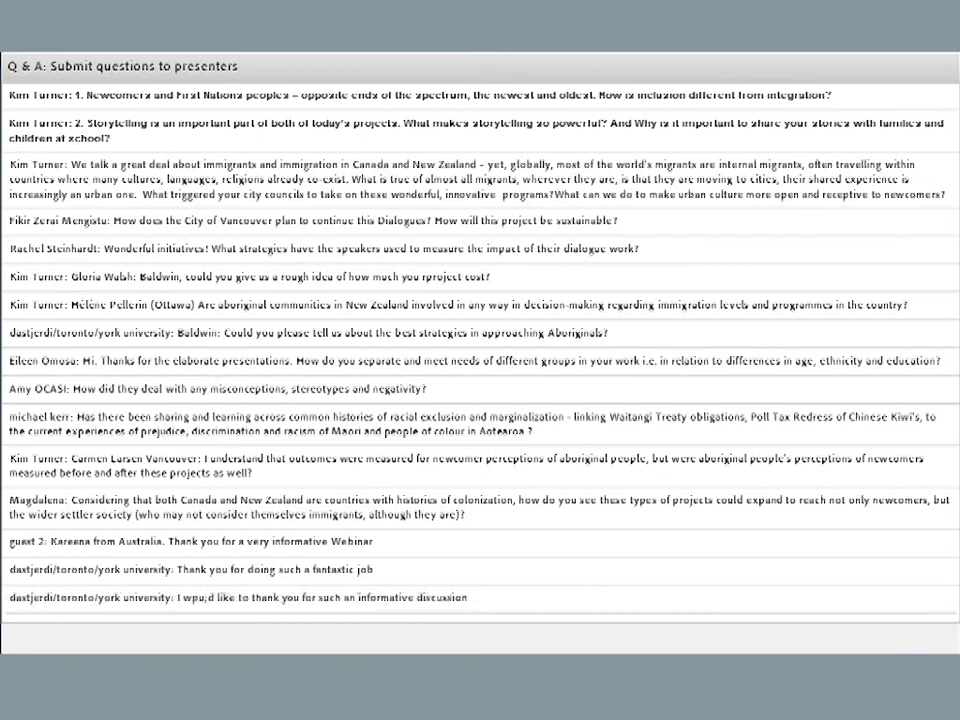 Q & A: Submit questions to presenters
Kim Turner: 1. Newcomers and First Nations peoples – opposite ends of the spectrum, the newest and oldest. How is inclusion different from integration?
Kim Turner: 2. Storytelling is an important part of both of today's projects. What makes storytelling so powerful? And Why is it important to share your stories with families and
children at school?
Kim Turner: We talk a great deal about immigrants and immigration in Canada and New Zealand - yet, globally, most of the world's migrants are internal migrants, often travelling within
countries where many cultures, languages, religions already co-exist. What is true of almost all migrants, wherever they are, is that they are moving to cities, their shared experience is
increasingly an urban one. What triggered your city councils to take on these wonderful, innovative programs?What can we do to make urban culture more open and receptive to newcomers?
Fikir Zerai Mengistu: How does the City of Vancouver plan to continue this Dialogues? How will this project be sustainable?
Rachel Steinhardt: Wonderful initiatives! What strategies have the speakers used to measure the impact of their dialogue work?
Kim Turner: Gloria Walsh: Baldwin, could you give us a rough idea of how much you rproject cost?
Kim Turner: Hélène Pellerin (Ottawa) Are aboriginal communities in New Zealand involved in any way in decision-making regarding immigration levels and programmes in the country?
dastjerdi/toronto/york university: Baldwin: Could you please tell us about the best strategies in approaching Aboriginals?
Eileen Omosa: Hi. Thanks for the elaborate presentations. How do you separate and meet needs of different groups in your work i.e. in relation to differences in age, ethnicity and education?
Amy OCASI: How did they deal with any misconceptions, stereotypes and negativity?
michael kerr: Has there been sharing and learning across common histories of racial exclusion and marginalization - linking Waitangi Treaty obligations, Poll Tax Redress of Chinese Kiwi's, to
the current experiences of prejudice, discrimination and racism of Maori and people of colour in Aotearoa ?
Kim Turner: Carmen Larsen Vancouver: I understand that outcomes were measured for newcomer perceptions of aboriginal people, but were aboriginal people's perceptions of newcomers
measured before and after these projects as well?
Magdalena: Considering that both Canada and New Zealand are countries with histories of colonization, how do you see these types of projects could expand to reach not only newcomers, but
the wider settler society (who may not consider themselves immigrants, although they are)?
guest 2: Kareena from Australia. Thank you for a very informative Webinar
dastjerdi/toronto/york university: Thank you for doing such a fantastic job
dastjerdi/toronto/york university: I wpu;d like to thank you for such an informative discussion